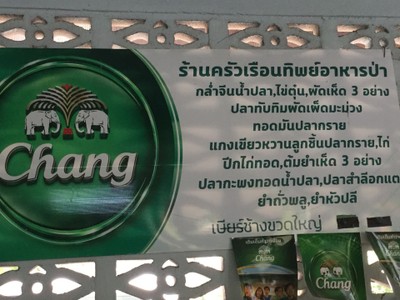 ร้านครัวเรือนทิพย์อาหารป่า
กล่ำจีนน้ำปลา,ไข่ตุ๋น,ผัดเห็ด 3 อย่าง
ปลาทับทิมผัดเผ็ดมะม่วง
ทอดมันปลากราย
แกงเขียวหวานลูกชิ้นปลากราย,ไก่
ปีกไก่ทอด,ต้มยำเห็ด 3 อย่าง
ปลากะพงทอดน้ำปลา,ปลาสำลีอกแต
ยำถั่วพลู,ยำหัวปลี
เบียร์ช้างขวดใหญ่
Chang
Chang
Chang
Chang